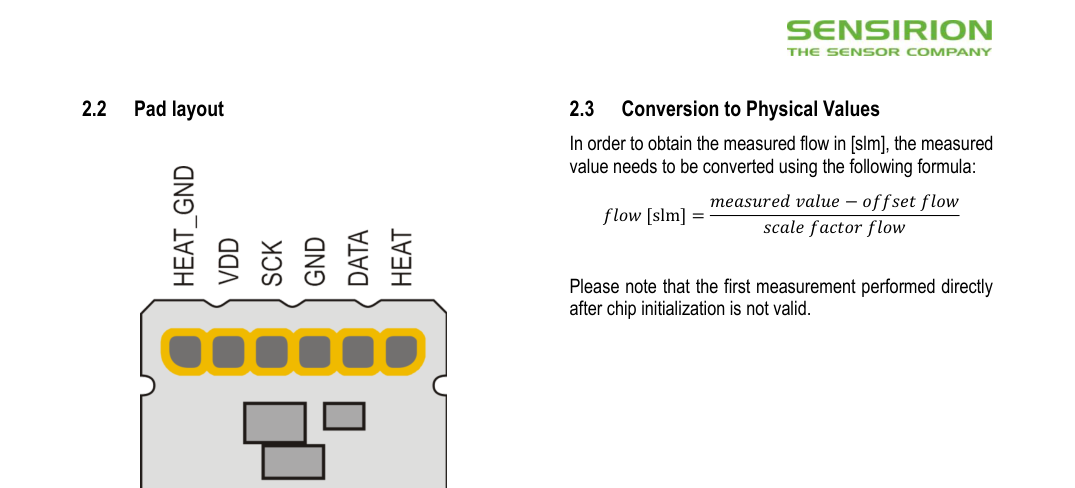 SENSIRION
THE SENSOR COMPANY
2.2 Pad layout
HEAT_GND
VDD
SCK
GND
DATA
HEAT
2.3 Conversion to Physical Values
In order to obtain the measured flow in [slm], the measured
value needs to be converted using the following formula:
flow [slm] = (measured value − offset flow) / (scale factor flow)
Please note that the first measurement performed directly
after chip initialization is not valid.